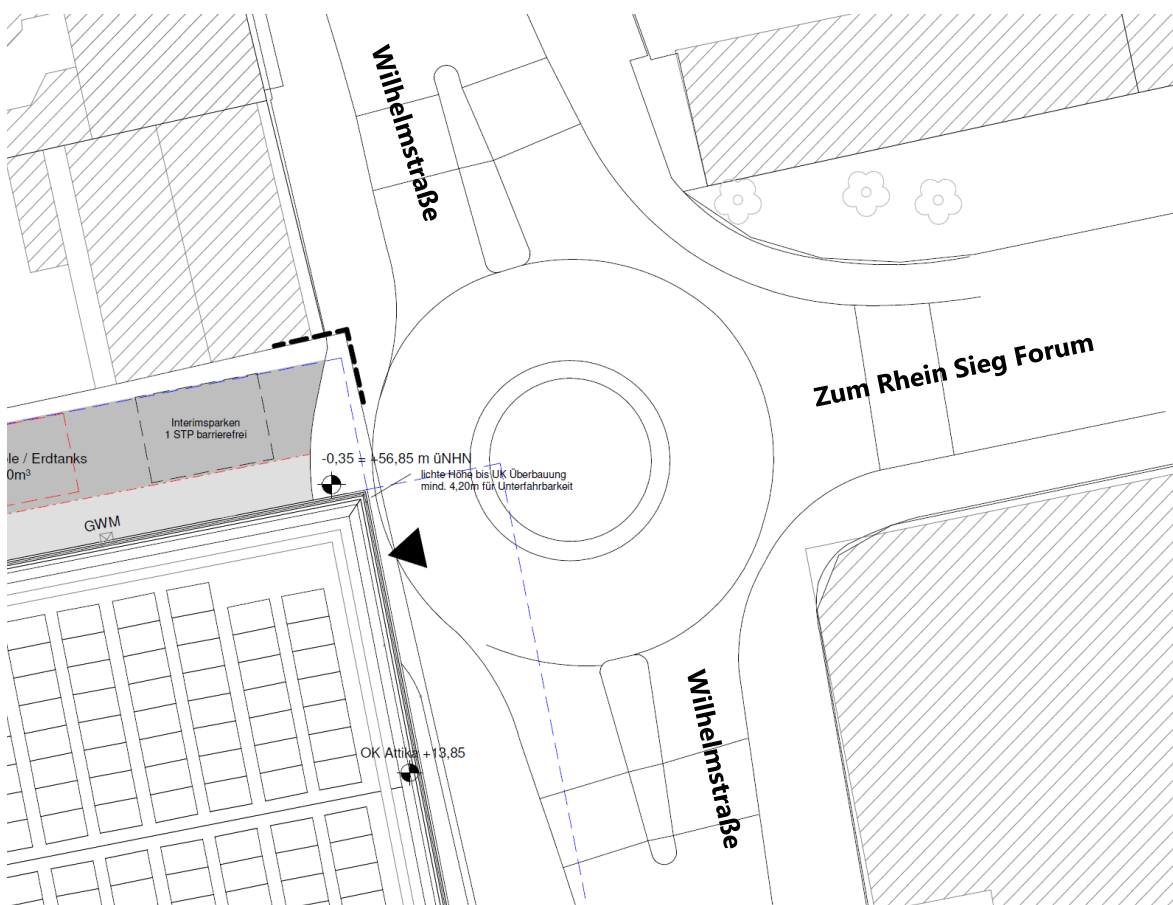 Wilhelmstraße
Zum Rhein Sieg Forum
Interimsparken
1 STP barrierefrei
le / Erdtanks
0m³
-0,35 = +56,85 m üNHN
lichte Höhe bis UK Überbauung
mind. 4,20m für Unterfahrbarkeit
GWM
Wilhelmstraße
OK Attika +13,85